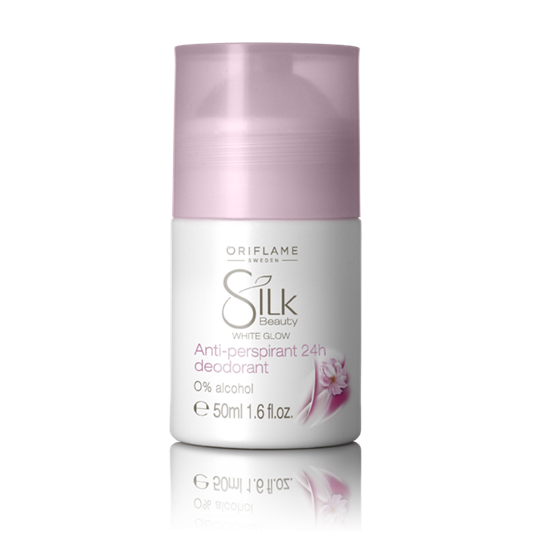 ORIFLAME
SWEDEN
SILK
Beauty
WHITE GLOW
Anti-perspirant 24h
deodorant
0% alcohol
℮ 50ml 1.6 fl.oz.